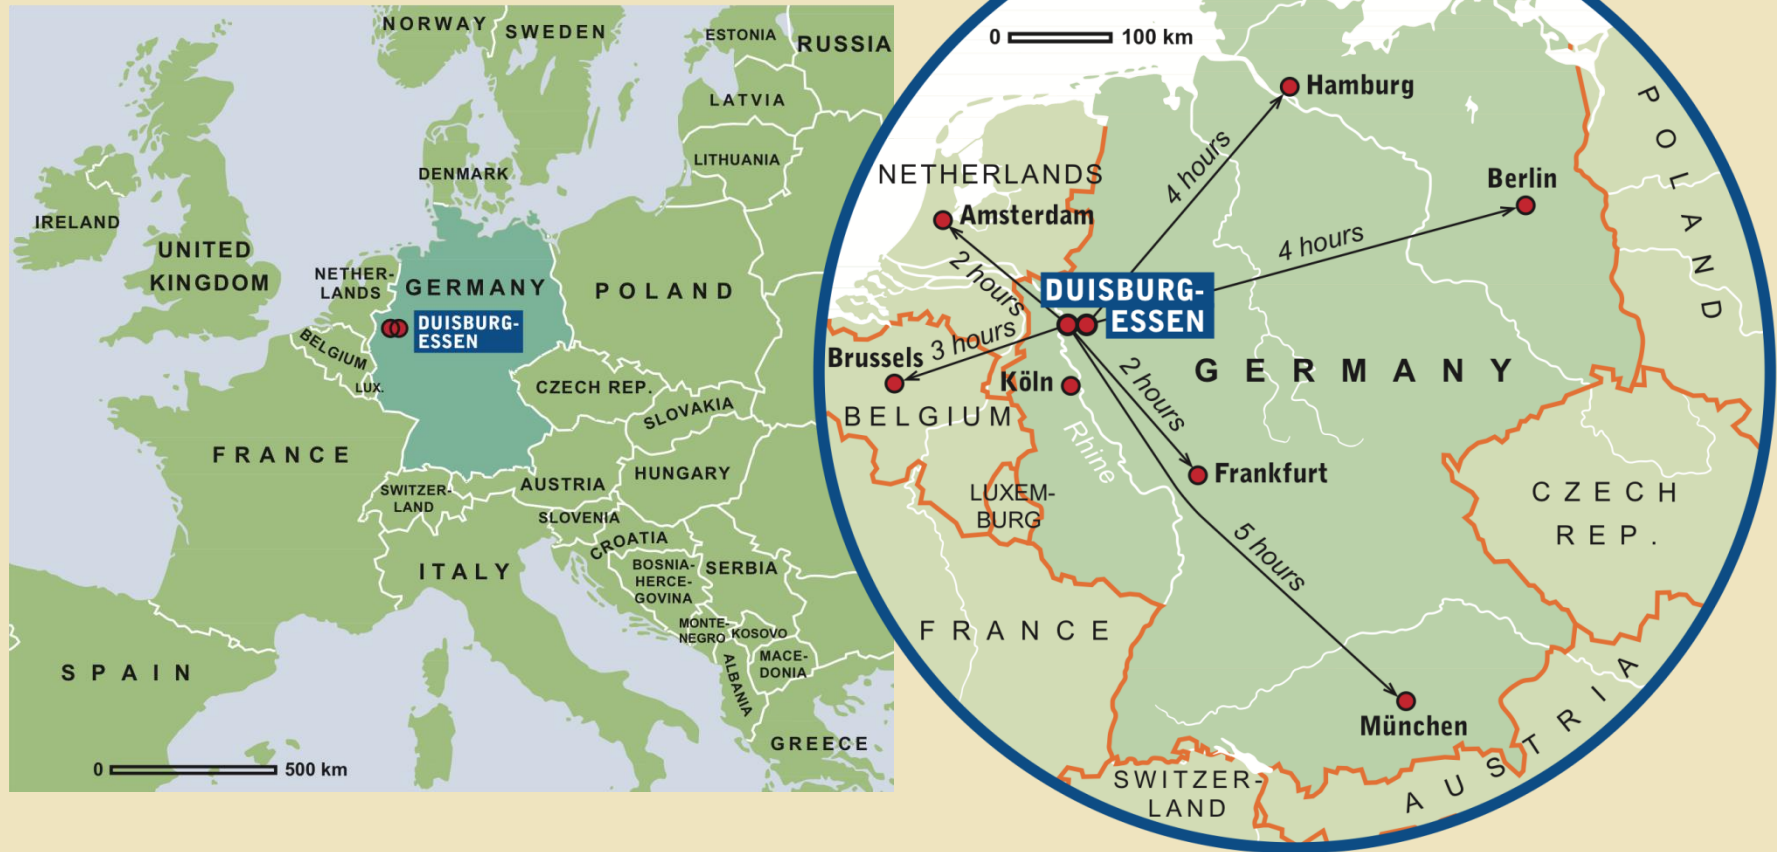 NORWAY
SWEDEN
ESTONIA
RUSSIA
LATVIA
LITHUANIA
DENMARK
IRELAND
UNITED
KINGDOM
NETHER-
LANDS
GERMANY
POLAND
DUISBURG-
ESSEN
BELGIUM
LUX.
CZECH REP.
SLOVAKIA
FRANCE
SWITZER-
LAND
AUSTRIA
HUNGARY
SLOVENIA
CROATIA
ITALY
BOSNIA-
HERCE-
GOVINA
SERBIA
MONTE-
NEGRO
KOSOVO
MACE-
DONIA
ALBANIA
SPAIN
GREECE
0 500 km
0 100 km
Hamburg
POLAND
NETHERLANDS
4 hours
Berlin
Amsterdam
4 hours
2 hours
DUISBURG-
ESSEN
3 hours
Brussels
2 hours
GERMANY
Köln
BELGIUM
Rhine
Frankfurt
LUXEM-
BURG
CZECH
REP.
5 hours
FRANCE
München
AUSTRIA
SWITZER-
LAND